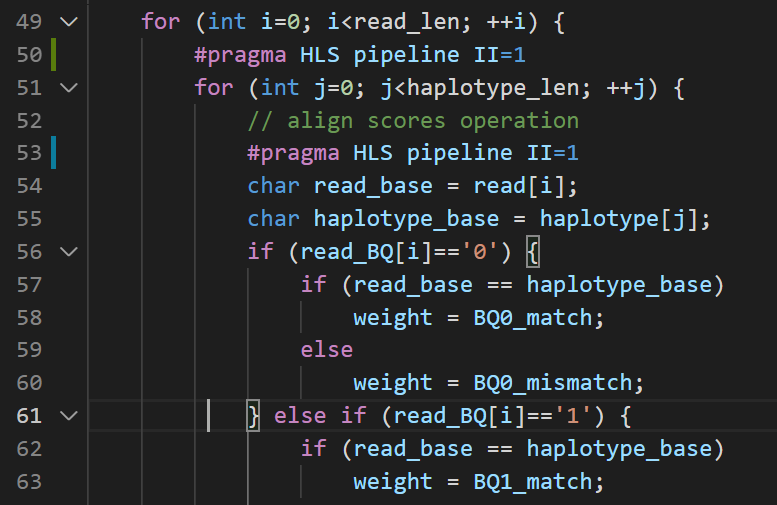 49 for (int i=0; i<read_len; ++i) {
50 #pragma HLS pipeline II=1
51 for (int j=0; j<haplotype_len; ++j) {
52 // align scores operation
53 #pragma HLS pipeline II=1
54 char read_base = read[i];
55 char haplotype_base = haplotype[j];
56 if (read_BQ[i]=='0') {
57 if (read_base == haplotype_base)
58 weight = BQ0_match;
59 else
60 weight = BQ0_mismatch;
61 } else if (read_BQ[i]=='1') {
62 if (read_base == haplotype_base)
63 weight = BQ1_match;